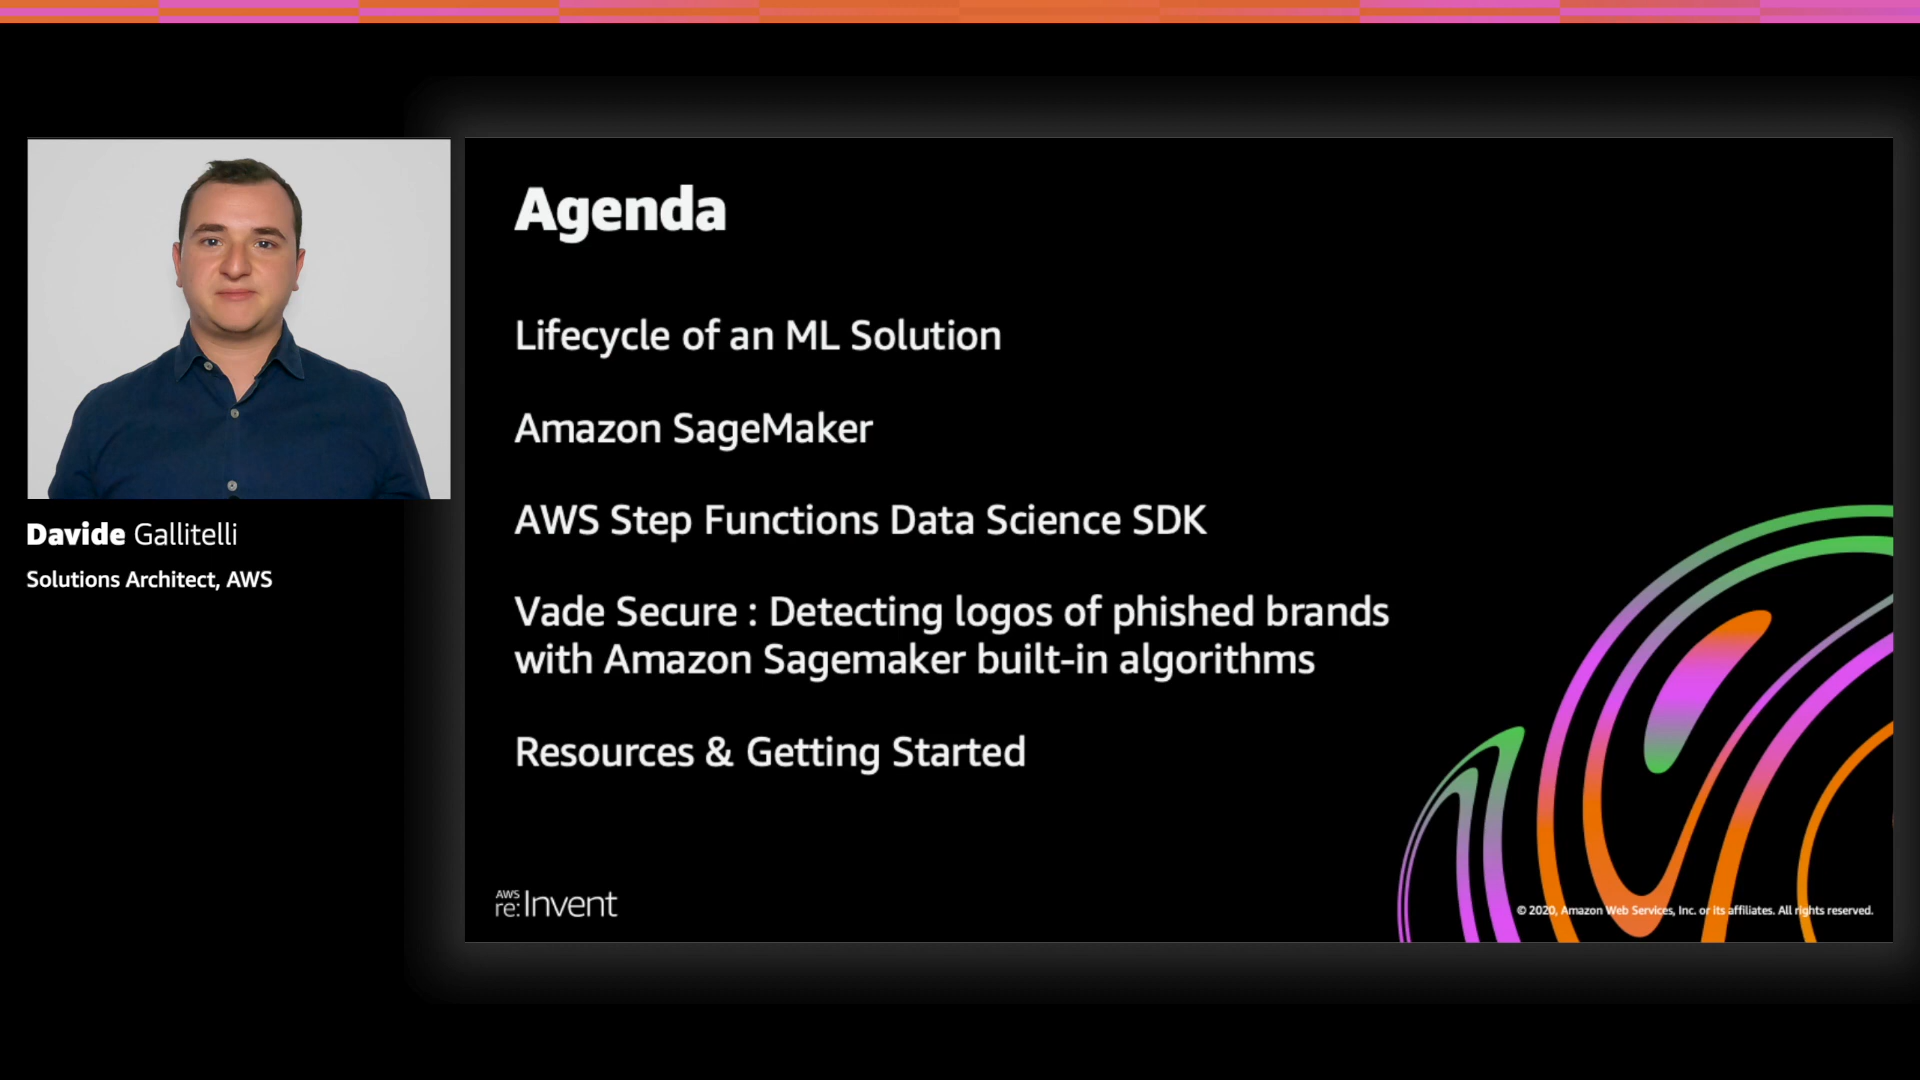 Agenda
Lifecycle of an ML Solution
Amazon SageMaker
AWS Step Functions Data Science SDK
Vade Secure : Detecting logos of phished brands
with Amazon Sagemaker built-in algorithms
Resources & Getting Started
Davide Gallitelli
Solutions Architect, AWS
AWS
re:Invent
© 2020, Amazon Web Services, Inc. or its affiliates. All rights reserved.